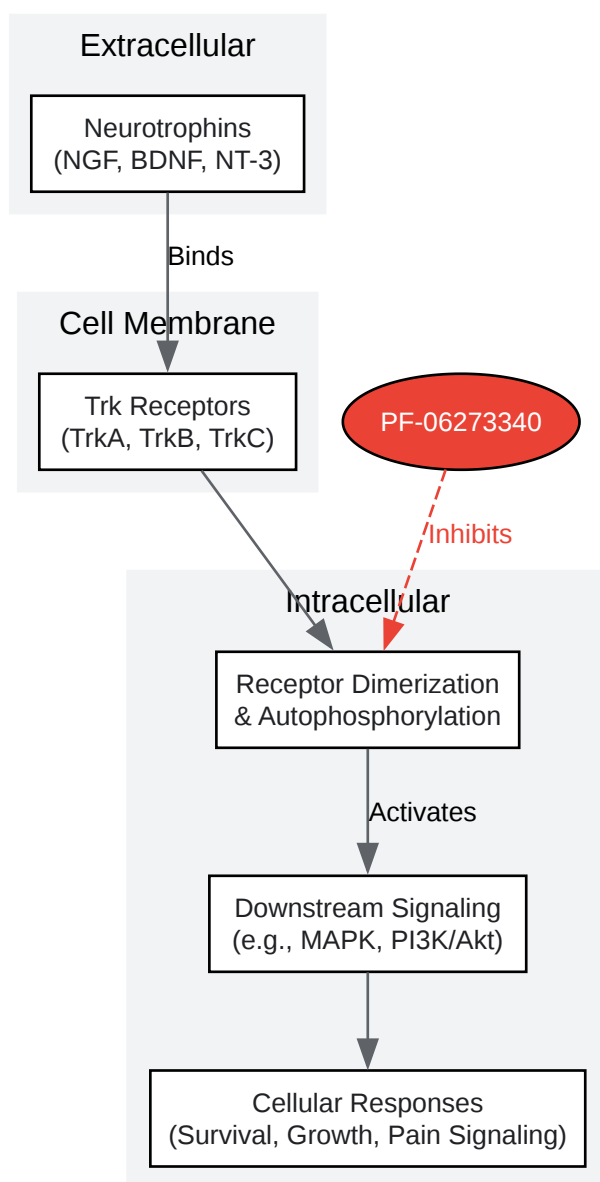 Extracellular
Neurotrophins
(NGF, BDNF, NT-3)
Binds
Cell Membrane
Trk Receptors
(TrkA, TrkB, TrkC)
PF-06273340
Inhibits
Intracellular
Receptor Dimerization
& Autophosphorylation
Activates
Downstream Signaling
(e.g., MAPK, PI3K/Akt)
Cellular Responses
(Survival, Growth, Pain Signaling)